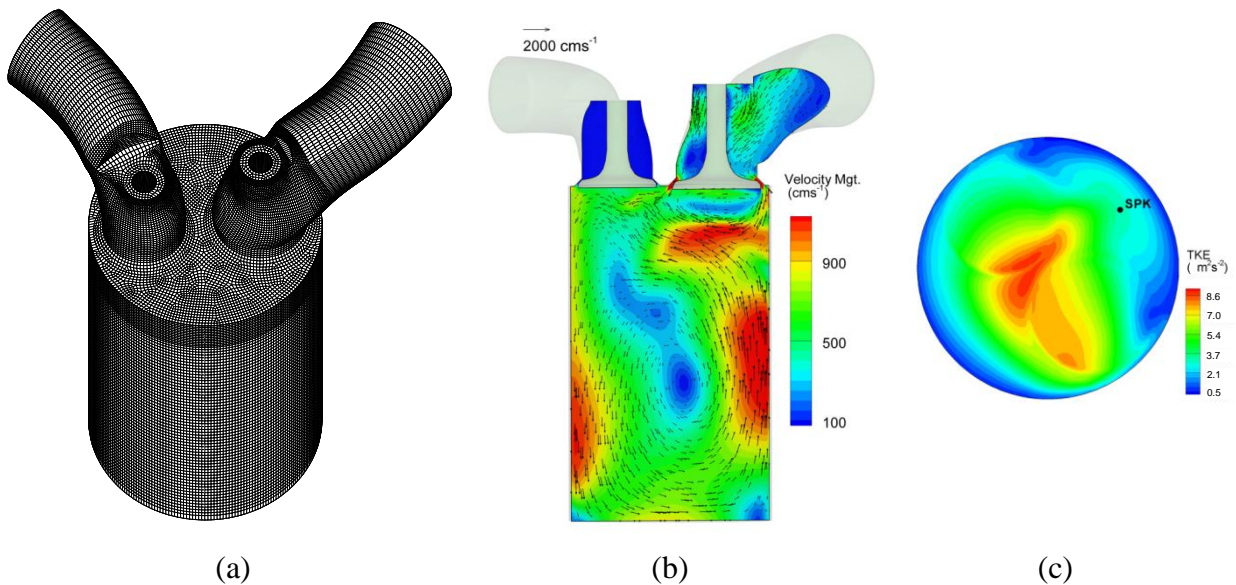 2000 cms⁻¹
Velocity Mgt.
(cms⁻¹)
900
500
100
SPK
TKE
( m²s⁻²)
8.6
7.0
5.4
3.7
2.1
0.5
(a)
(b)
(c)